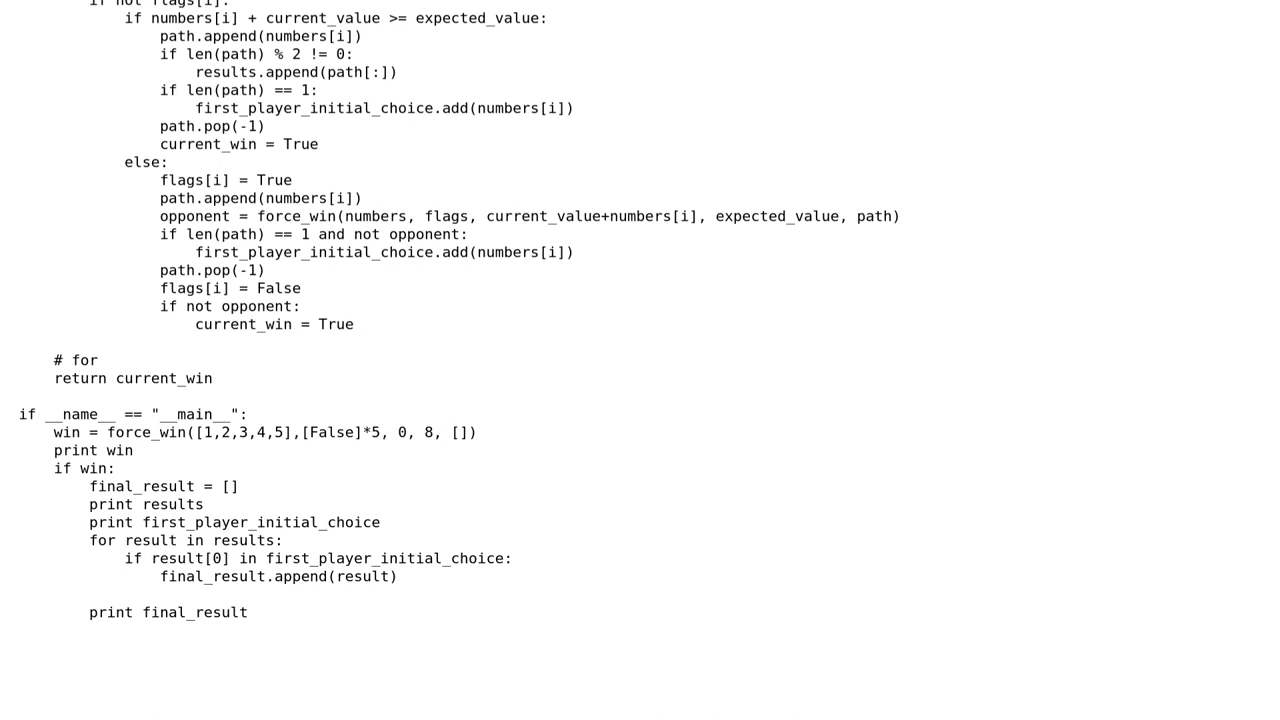 if not flags[i]:
if numbers[i] + current_value >= expected_value:
path.append(numbers[i])
if len(path) % 2 != 0:
results.append(path[:])
if len(path) == 1:
first_player_initial_choice.add(numbers[i])
path.pop(-1)
current_win = True
else:
flags[i] = True
path.append(numbers[i])
opponent = force_win(numbers, flags, current_value+numbers[i], expected_value, path)
if len(path) == 1 and not opponent:
first_player_initial_choice.add(numbers[i])
path.pop(-1)
flags[i] = False
if not opponent:
current_win = True
# for
return current_win
if __name__ == "__main__":
win = force_win([1,2,3,4,5],[False]*5, 0, 8, [])
print win
if win:
final_result = []
print results
print first_player_initial_choice
for result in results:
if result[0] in first_player_initial_choice:
final_result.append(result)
print final_result